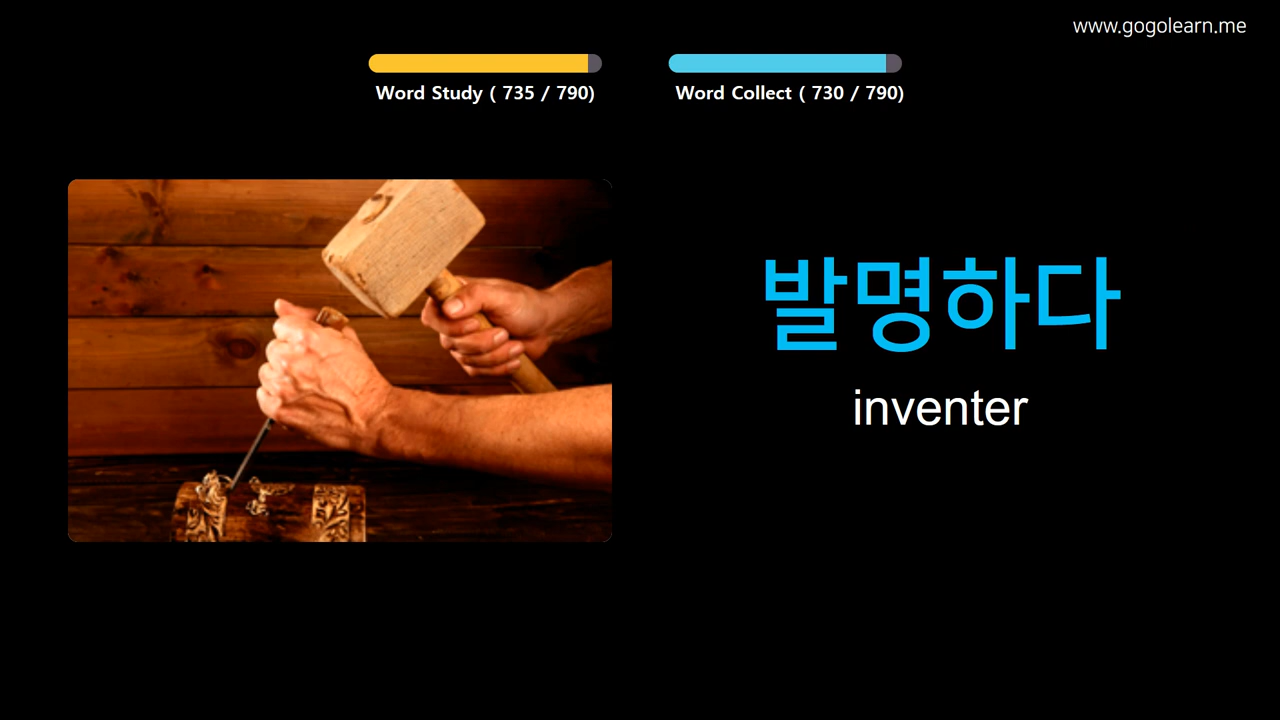 www.gogolearn.me
Word Study ( 735 / 790)
Word Collect ( 730 / 790)
발명하다
inventer